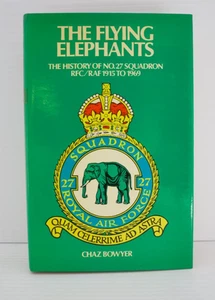 THE FLYING
ELEPHANTS
THE HISTORY OF NO.27 SQUADRON
RFC/RAF 1915 TO 1969
SQUADRON
27
27
ROYAL AIR FORCE
QUAM CELERRIME AD ASTRA
CHAZ BOWYER